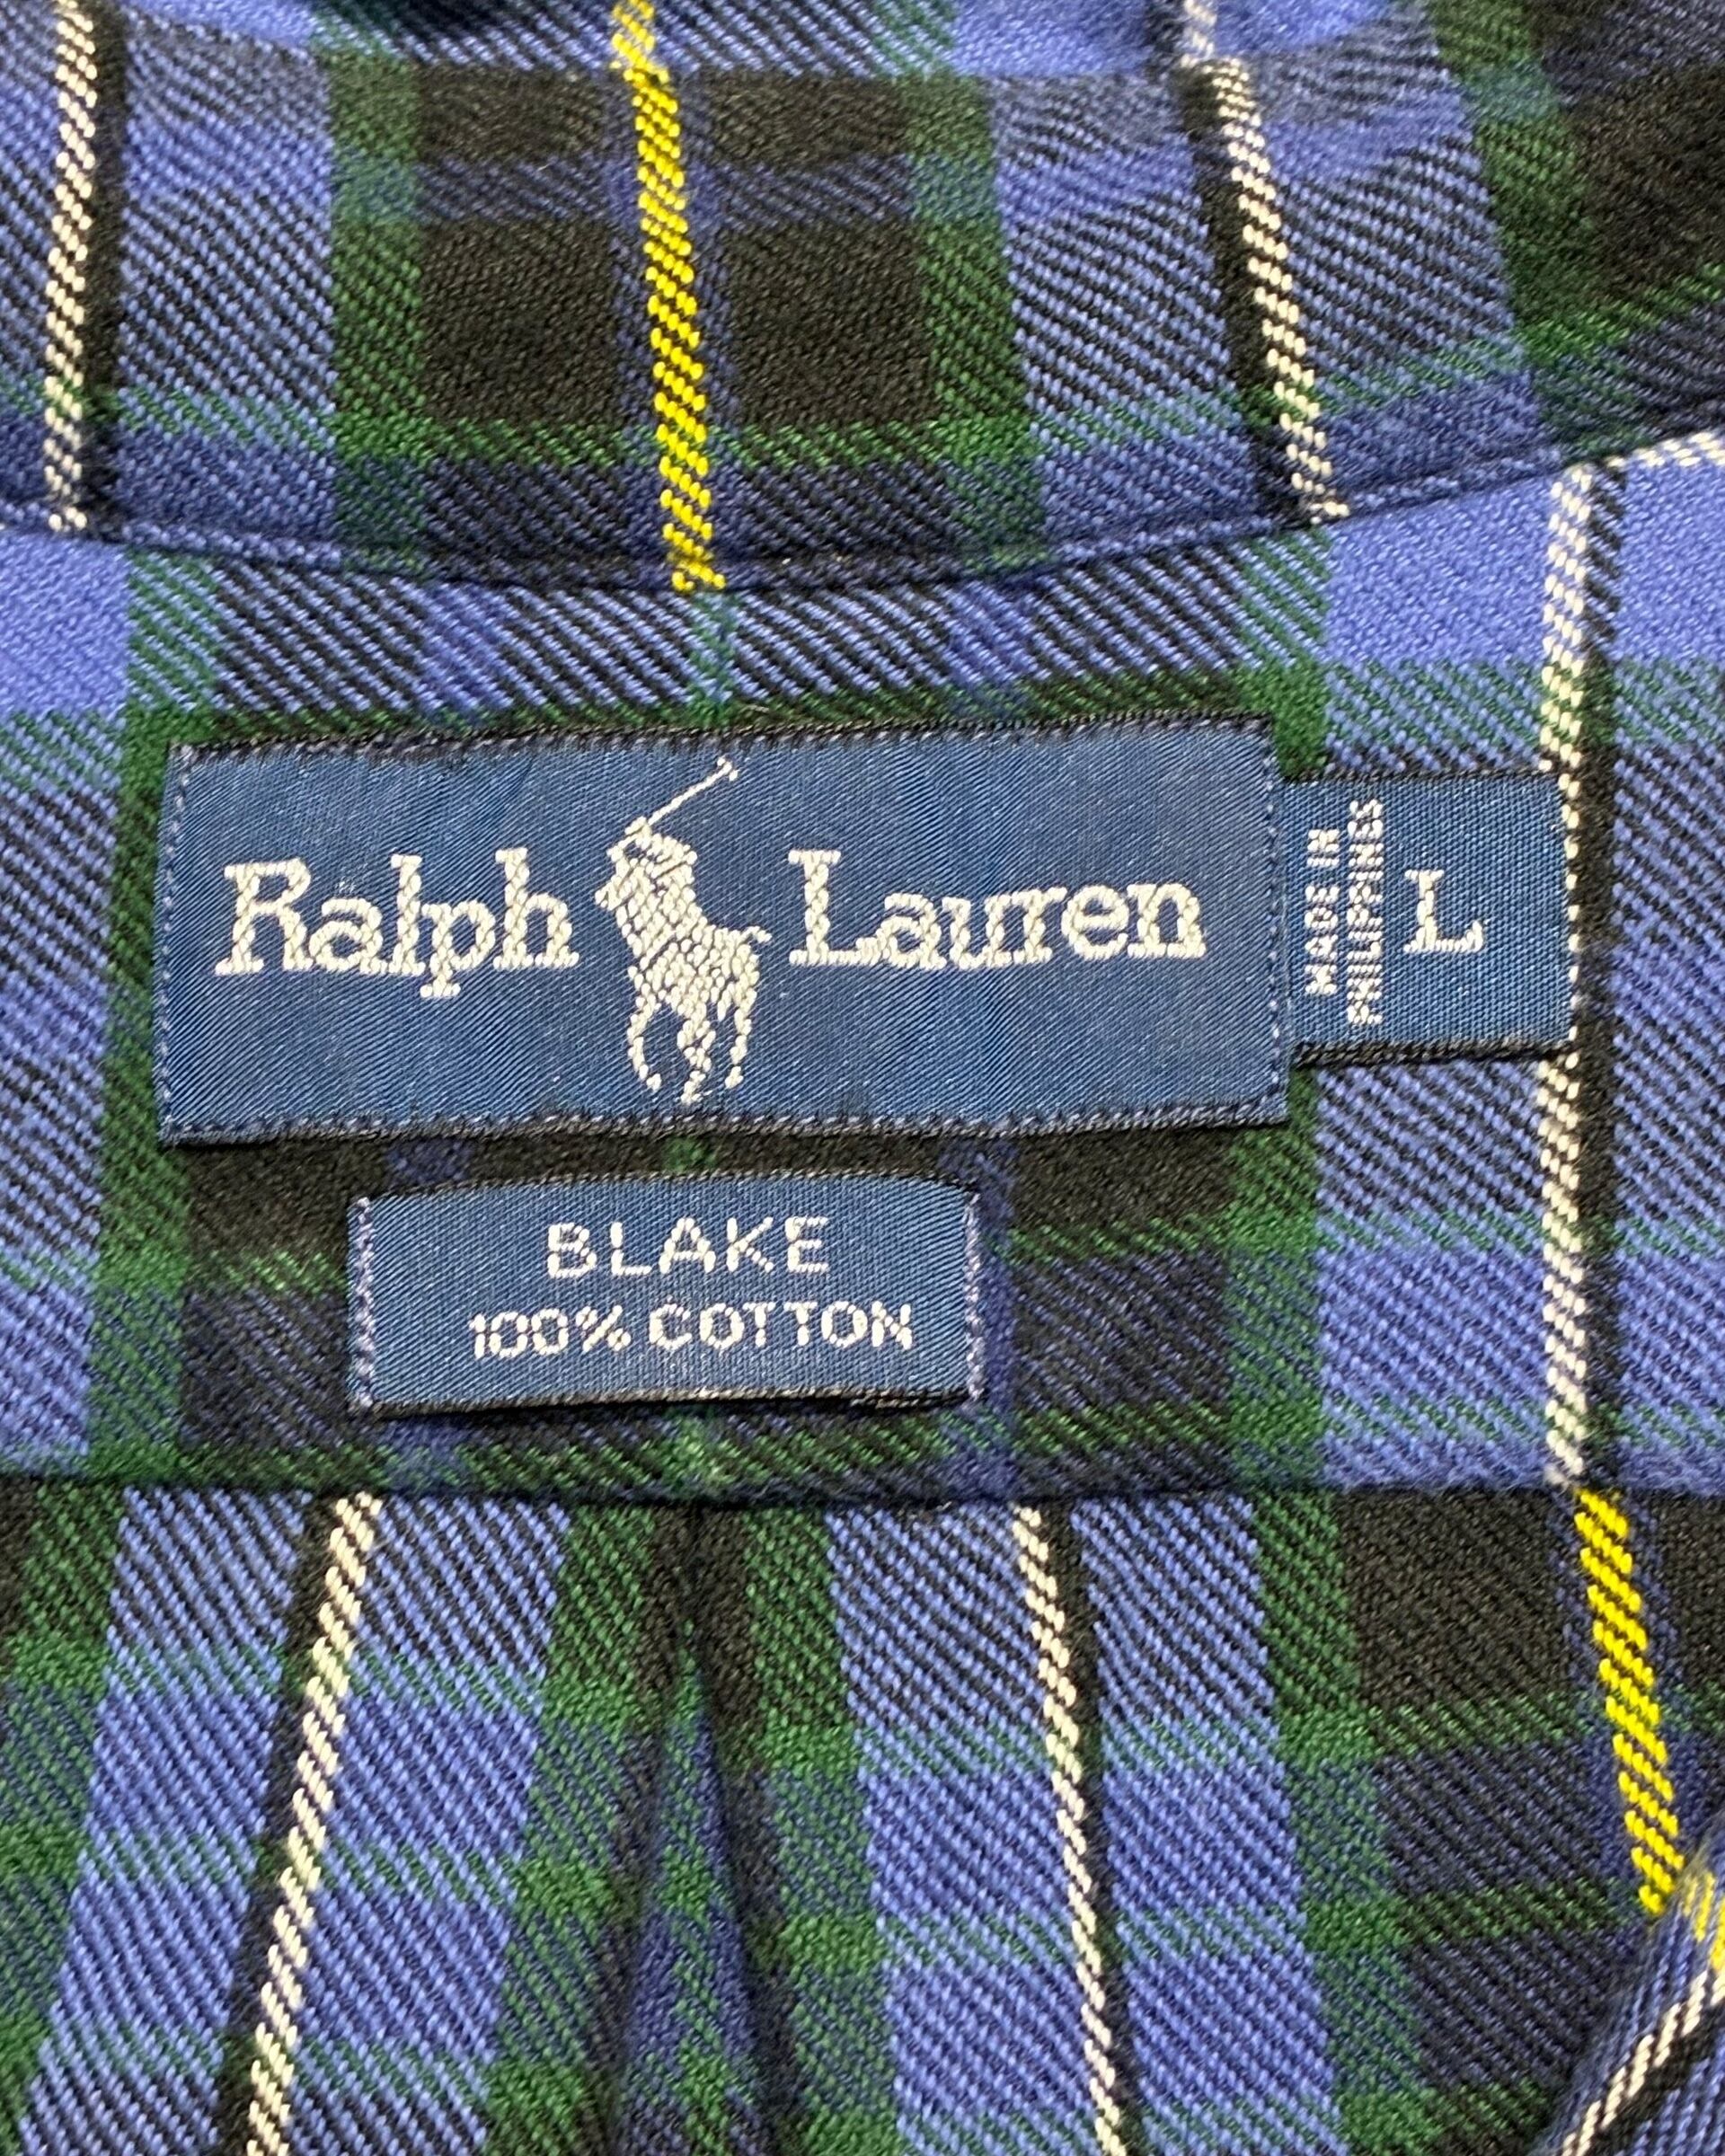 Ralph Lauren
MADE IN
PHILIPPINES
L
BLAKE
100% COTTON